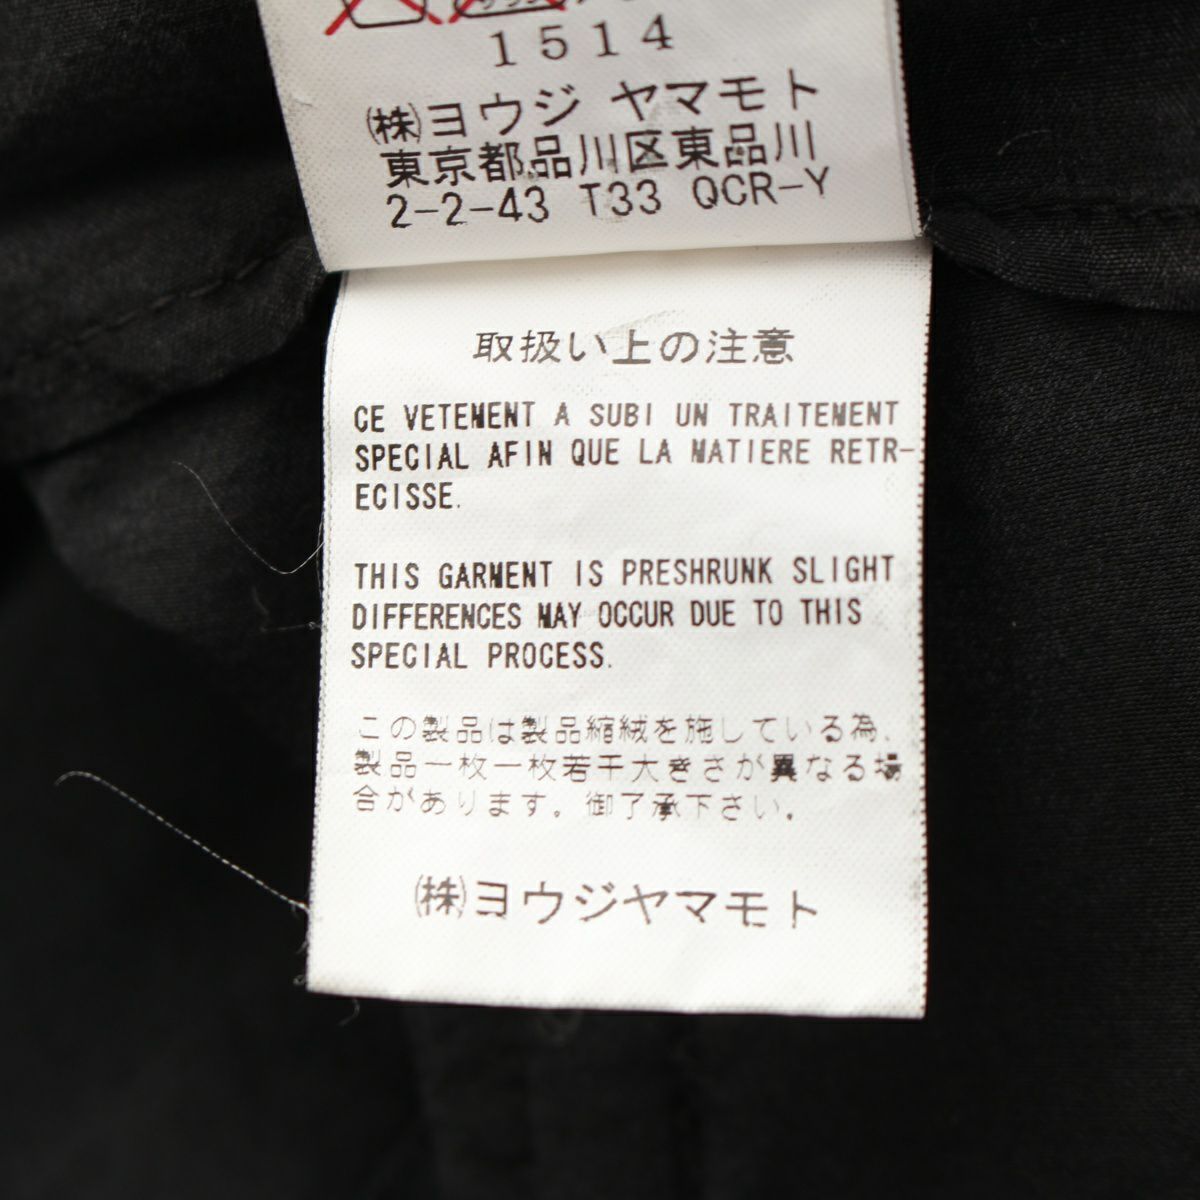 1514
㈱ヨウジ ヤマモト
東京都品川区東品川
2-2-43 T33 QCR-Y
取扱い上の注意
CE VETEMENT A SUBI UN TRAITEMENT
SPECIAL AFIN QUE LA MATIERE RETR-
ECISSE.
THIS GARMENT IS PRESHRUNK SLIGHT
DIFFERENCES MAY OCCUR DUE TO THIS
SPECIAL PROCESS.
この製品は製品縮絨を施している為、
製品一枚一枚若干大きさが異なる場
合があります。御了承下さい。
㈱ヨウジヤマモト